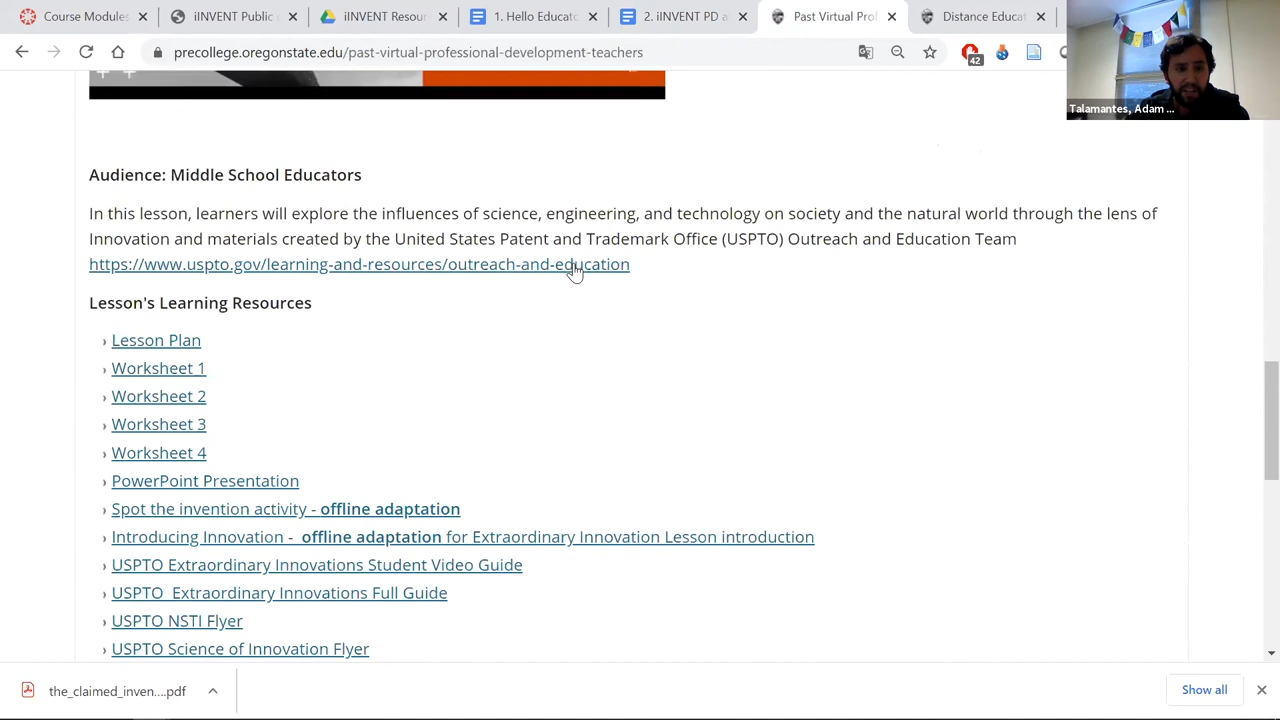 Course Modules
iINVENT Public
iINVENT Resour
1. Hello Educato
2. iINVENT PD a
Past Virtual Prof
Distance Educat
precollege.oregonstate.edu/past-virtual-professional-development-teachers
42
Talamantes, Adam ...
Audience: Middle School Educators
In this lesson, learners will explore the influences of science, engineering, and technology on society and the natural world through the lens of
Innovation and materials created by the United States Patent and Trademark Office (USPTO) Outreach and Education Team
https://www.uspto.gov/learning-and-resources/outreach-and-education
Lesson's Learning Resources
› Lesson Plan
› Worksheet 1
› Worksheet 2
› Worksheet 3
› Worksheet 4
› PowerPoint Presentation
› Spot the invention activity - offline adaptation
› Introducing Innovation - offline adaptation for Extraordinary Innovation Lesson introduction
› USPTO Extraordinary Innovations Student Video Guide
› USPTO Extraordinary Innovations Full Guide
› USPTO NSTI Flyer
› USPTO Science of Innovation Flyer
the_claimed_inven....pdf
Show all